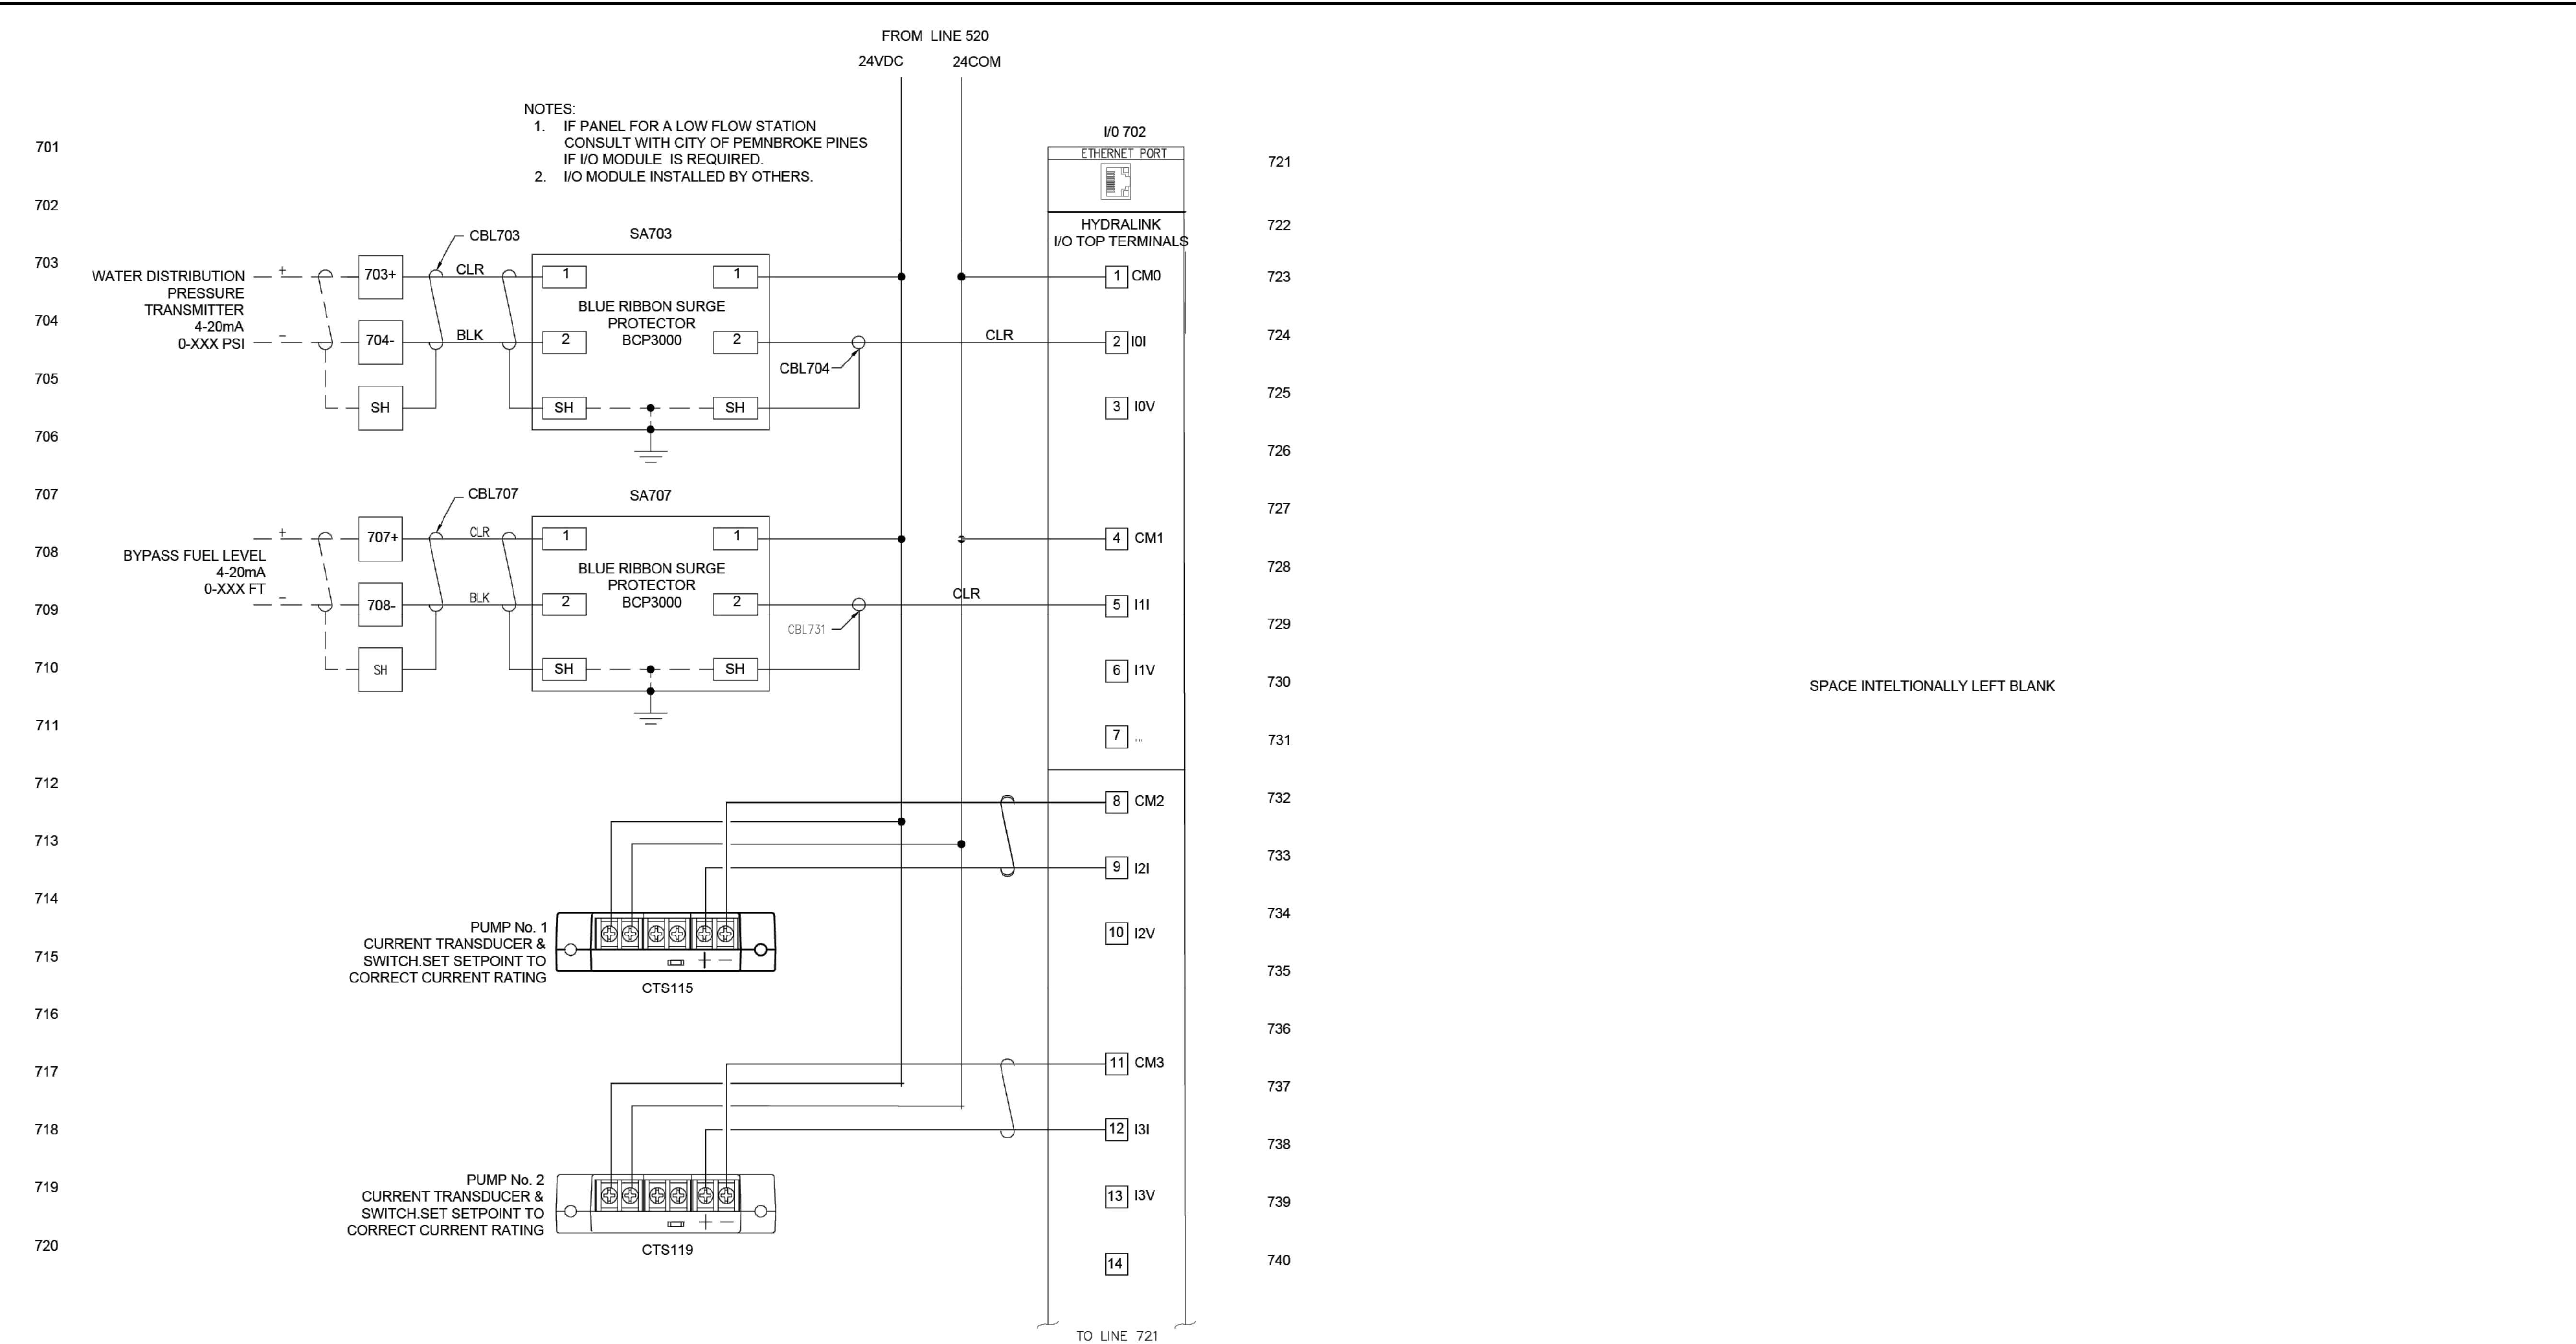 FROM LINE 520
24VDC 24COM
NOTES:
1. IF PANEL FOR A LOW FLOW STATION
CONSULT WITH CITY OF PEMNBROKE PINES
IF I/O MODULE IS REQUIRED.
2. I/O MODULE INSTALLED BY OTHERS.
701
702
703
704
705
706
707
708
709
710
711
712
713
714
715
716
717
718
719
720
WATER DISTRIBUTION
PRESSURE
TRANSMITTER
4-20mA
0-XXX PSI
+
−
703+
704-
SH
CBL703
CLR
BLK
SA703
1 1
BLUE RIBBON SURGE
PROTECTOR
BCP3000
2 2
SH SH
CBL704
CLR
BYPASS FUEL LEVEL
4-20mA
0-XXX FT
+
−
707+
708-
SH
CBL707
CLR
BLK
SA707
1 1
BLUE RIBBON SURGE
PROTECTOR
BCP3000
2 2
SH SH
CBL731
CLR
PUMP No. 1
CURRENT TRANSDUCER &
SWITCH.SET SETPOINT TO
CORRECT CURRENT RATING
+ −
CTS115
PUMP No. 2
CURRENT TRANSDUCER &
SWITCH.SET SETPOINT TO
CORRECT CURRENT RATING
+ −
CTS119
I/0 702
ETHERNET PORT
HYDRALINK
I/O TOP TERMINALS
1 CM0
2 I0I
3 I0V
4 CM1
5 I1I
6 I1V
7 ...
8 CM2
9 I2I
10 I2V
11 CM3
12 I3I
13 I3V
14
TO LINE 721
721
722
723
724
725
726
727
728
729
730
731
732
733
734
735
736
737
738
739
740
SPACE INTELTIONALLY LEFT BLANK